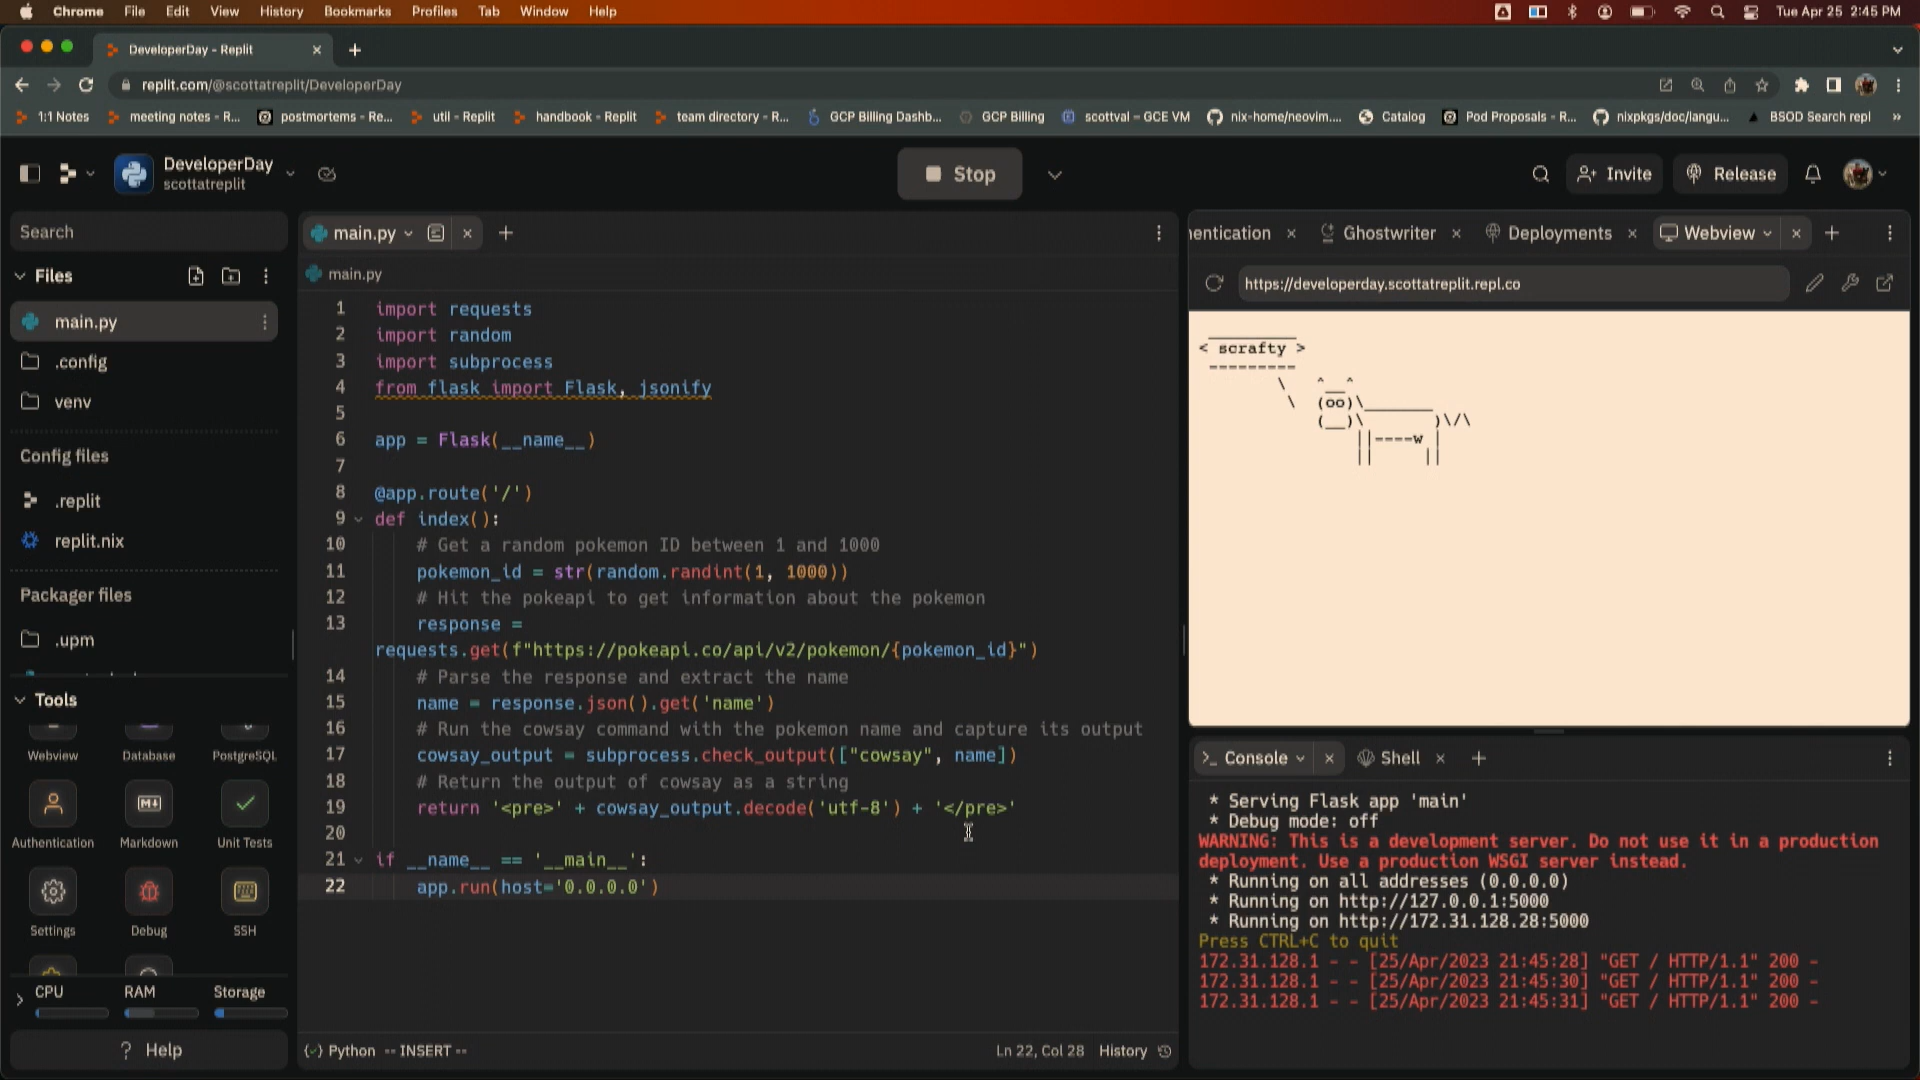 Chrome File Edit View History Bookmarks Profiles Tab Window Help Tue Apr 25 2:45 PM
DeveloperDay - Replit
replit.com/@scottatreplit/DeveloperDay
1:1 Notes meeting notes - R... postmortems - Re... util - Replit handbook - Replit team directory - R... GCP Billing Dashb... GCP Billing scottval - GCE VM nix-home/neovim.... Catalog Pod Proposals - R... nixpkgs/doc/langu... BSOD Search repl »
DeveloperDay
scottatreplit
Stop
Invite
Release
Search
Files
main.py
.config
venv
Config files
.replit
replit.nix
Packager files
.upm
Tools
Webview Database PostgreSQL
Authentication Markdown Unit Tests
Settings Debug SSH
CPU RAM Storage
? Help
main.py
main.py
1 import requests
2 import random
3 import subprocess
4 from flask import Flask, jsonify
5
6 app = Flask(__name__)
7
8 @app.route('/')
9 def index():
10 # Get a random pokemon ID between 1 and 1000
11 pokemon_id = str(random.randint(1, 1000))
12 # Hit the pokeapi to get information about the pokemon
13 response =
requests.get(f"https://pokeapi.co/api/v2/pokemon/{pokemon_id}")
14 # Parse the response and extract the name
15 name = response.json().get('name')
16 # Run the cowsay command with the pokemon name and capture its output
17 cowsay_output = subprocess.check_output(["cowsay", name])
18 # Return the output of cowsay as a string
19 return '<pre>' + cowsay_output.decode('utf-8') + '</pre>'
20
21 if __name__ == '__main__':
22 app.run(host='0.0.0.0')
Python -- INSERT --
Ln 22, Col 28 History
entication Ghostwriter Deployments Webview
https://developerday.scottatreplit.repl.co
________
< scrafty >
---------
\ ^__^
\ (oo)\_______
(__)\ )\/\
||----w |
|| ||
Console Shell
* Serving Flask app 'main'
* Debug mode: off
WARNING: This is a development server. Do not use it in a production
deployment. Use a production WSGI server instead.
* Running on all addresses (0.0.0.0)
* Running on http://127.0.0.1:5000
* Running on http://172.31.128.28:5000
Press CTRL+C to quit
172.31.128.1 - - [25/Apr/2023 21:45:28] "GET / HTTP/1.1" 200 -
172.31.128.1 - - [25/Apr/2023 21:45:30] "GET / HTTP/1.1" 200 -
172.31.128.1 - - [25/Apr/2023 21:45:31] "GET / HTTP/1.1" 200 -